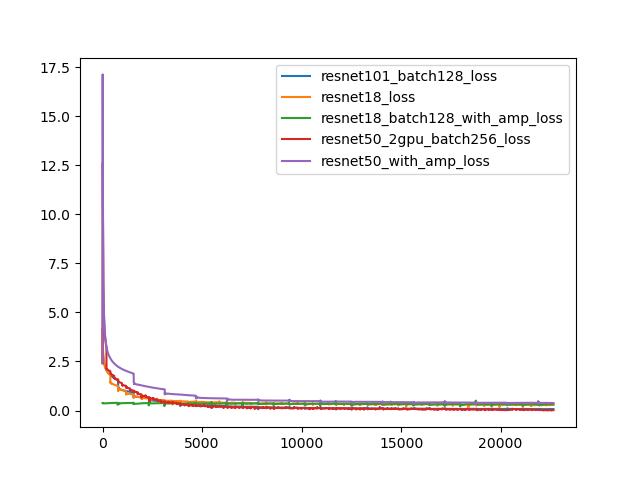 17.5
15.0
12.5
10.0
7.5
5.0
2.5
0.0
0 5000 10000 15000 20000
resnet101_batch128_loss
resnet18_loss
resnet18_batch128_with_amp_loss
resnet50_2gpu_batch256_loss
resnet50_with_amp_loss